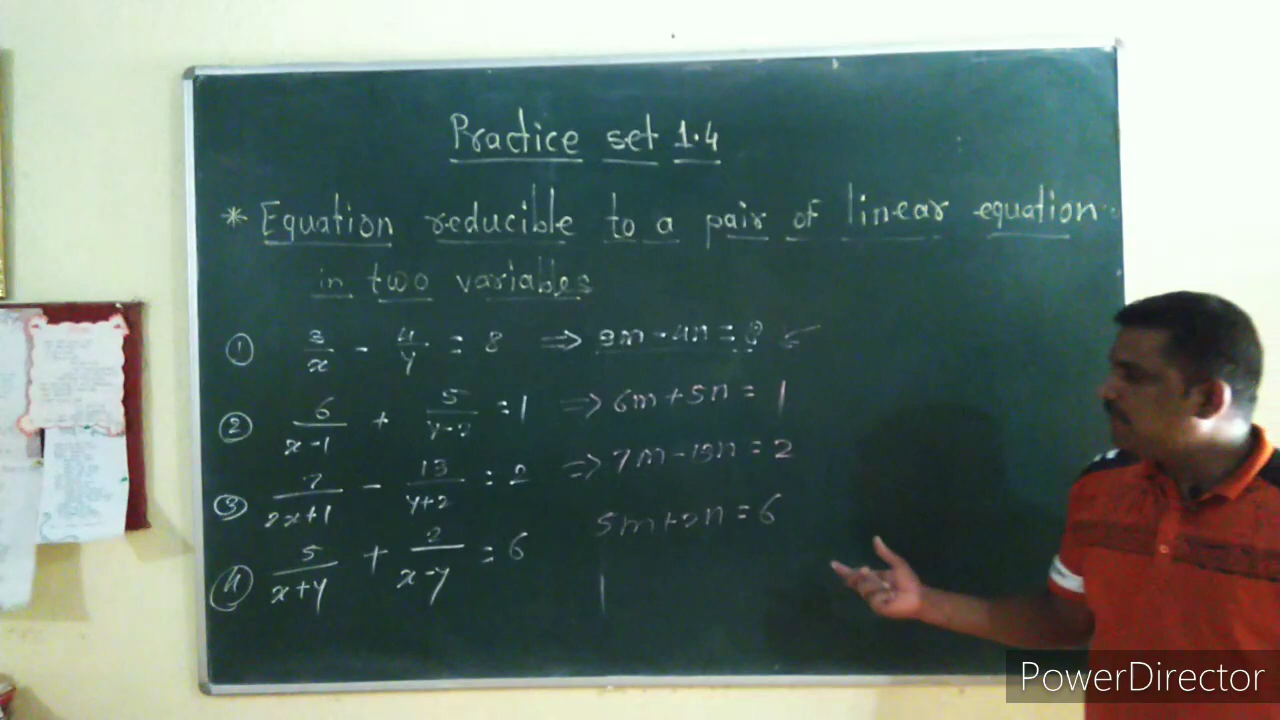 Practice set 1.4
* Equation reducible to a pair of linear equation
in two variables
① 3/x - 4/y = 8 ⇒ 3m - 4n = 8
② 6/(x-1) + 5/(y-2) = 1 ⇒ 6m + 5n = 1
③ 7/(2x+1) - 13/(y+2) = 2 ⇒ 7m - 13n = 2
④ 5/(x+y) + 2/(x-y) = 6 5m + 2n = 6
PowerDirector